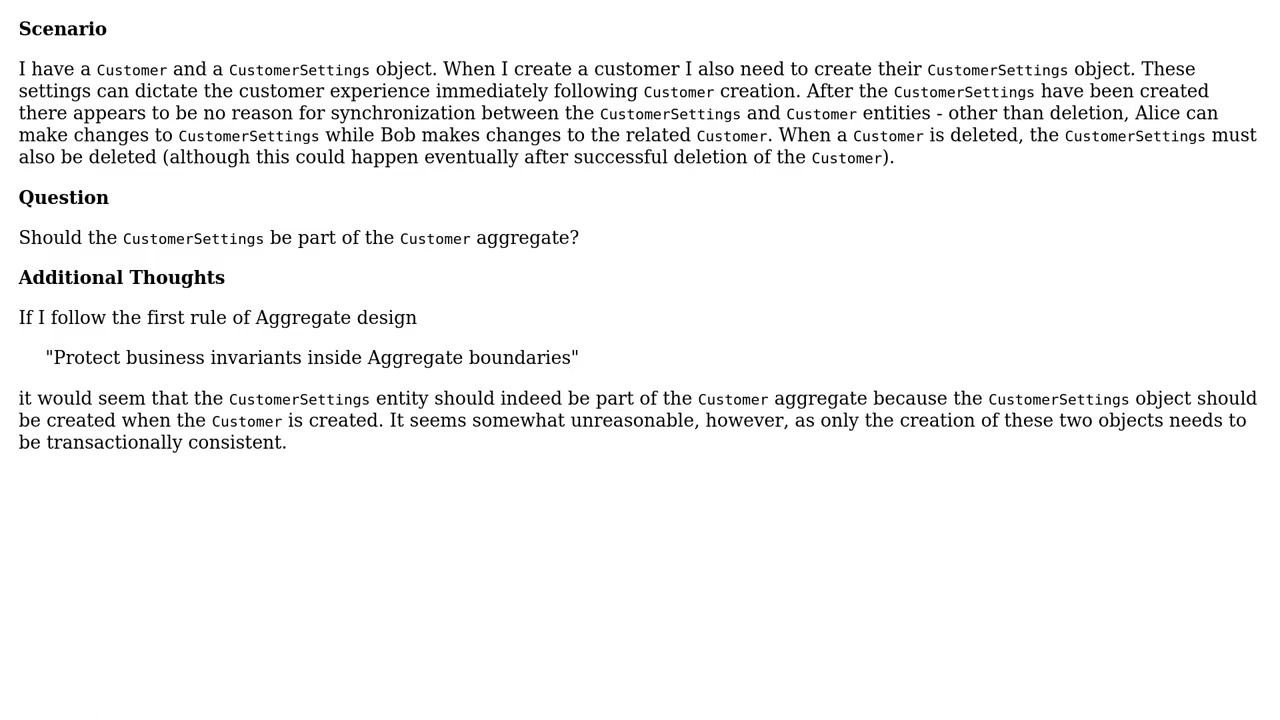 Scenario
I have a Customer and a CustomerSettings object. When I create a customer I also need to create their CustomerSettings object. These
settings can dictate the customer experience immediately following Customer creation. After the CustomerSettings have been created
there appears to be no reason for synchronization between the CustomerSettings and Customer entities - other than deletion, Alice can
make changes to CustomerSettings while Bob makes changes to the related Customer. When a Customer is deleted, the CustomerSettings must
also be deleted (although this could happen eventually after successful deletion of the Customer).
Question
Should the CustomerSettings be part of the Customer aggregate?
Additional Thoughts
If I follow the first rule of Aggregate design
"Protect business invariants inside Aggregate boundaries"
it would seem that the CustomerSettings entity should indeed be part of the Customer aggregate because the CustomerSettings object should
be created when the Customer is created. It seems somewhat unreasonable, however, as only the creation of these two objects needs to
be transactionally consistent.